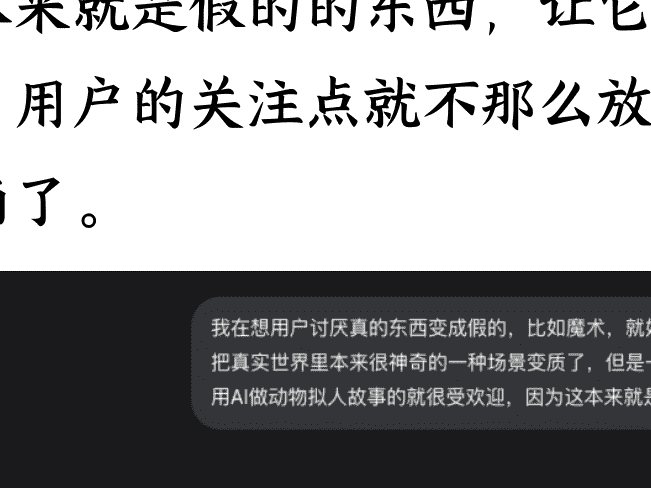 本来就是假的的东西，让它
用户的关注点就不那么放
了。
我在想用户讨厌真的东西变成假的，比如魔术，就
把真实世界里本来很神奇的一种场景变质了，但是
用AI做动物拟人故事的就很受欢迎，因为这本来就是